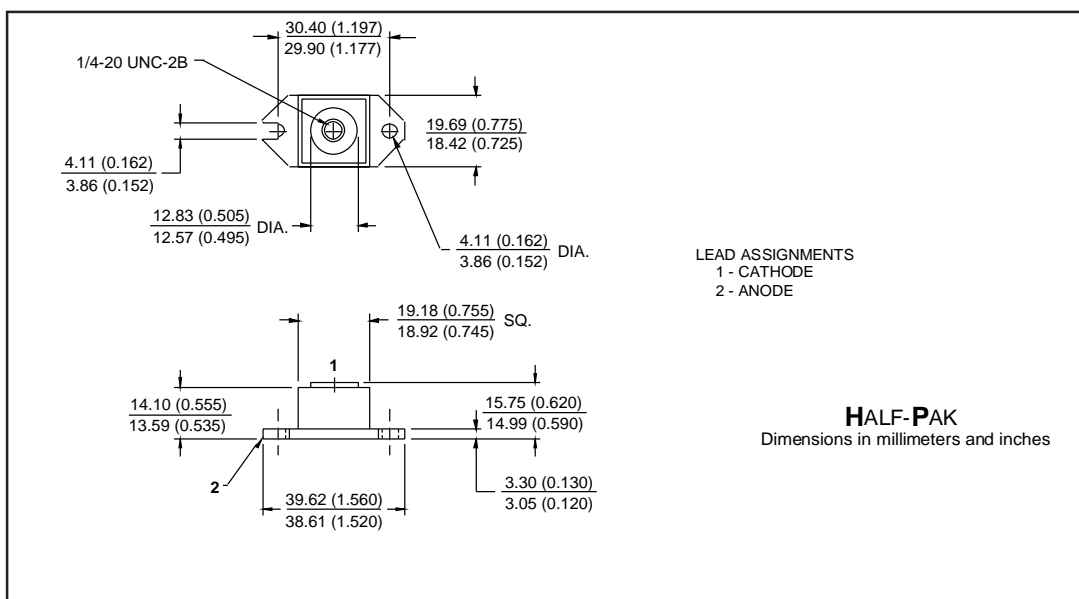 30.40 (1.197)
29.90 (1.177)
1/4-20 UNC-2B
19.69 (0.775)
18.42 (0.725)
4.11 (0.162)
3.86 (0.152)
12.83 (0.505)
12.57 (0.495)
DIA.
4.11 (0.162)
3.86 (0.152)
DIA.
LEAD ASSIGNMENTS
1 - CATHODE
2 - ANODE
19.18 (0.755)
18.92 (0.745)
SQ.
1
14.10 (0.555)
13.59 (0.535)
15.75 (0.620)
14.99 (0.590)
HALF-PAK
Dimensions in millimeters and inches
2
3.30 (0.130)
3.05 (0.120)
39.62 (1.560)
38.61 (1.520)